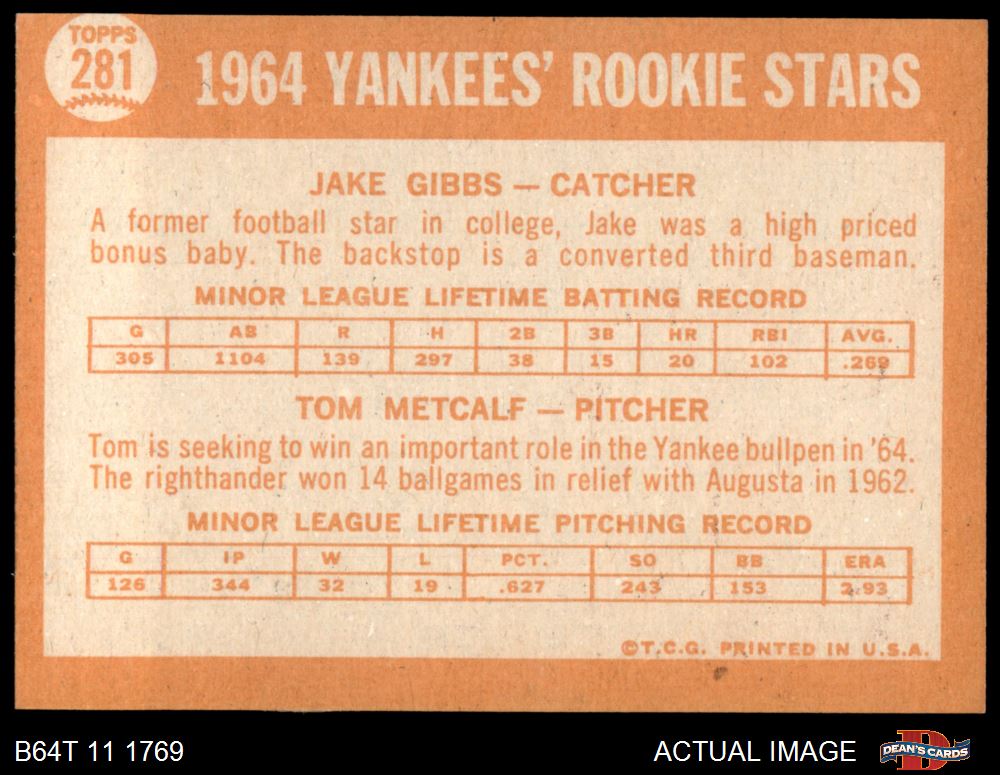 TOPPS
281
1964 YANKEES' ROOKIE STARS
JAKE GIBBS — CATCHER
A former football star in college, Jake was a high priced
bonus baby. The backstop is a converted third baseman.
MINOR LEAGUE LIFETIME BATTING RECORD
G AB R H 2B 3B HR RBI AVG.
305 1104 139 297 38 15 20 102 .269
TOM METCALF — PITCHER
Tom is seeking to win an important role in the Yankee bullpen in '64.
The righthander won 14 ballgames in relief with Augusta in 1962.
MINOR LEAGUE LIFETIME PITCHING RECORD
G IP W L PCT. SO BB ERA
126 344 32 19 .627 243 153 2.93
©T.C.G. PRINTED IN U.S.A.
B64T 11 1769
ACTUAL IMAGE
DEAN'S CARDS